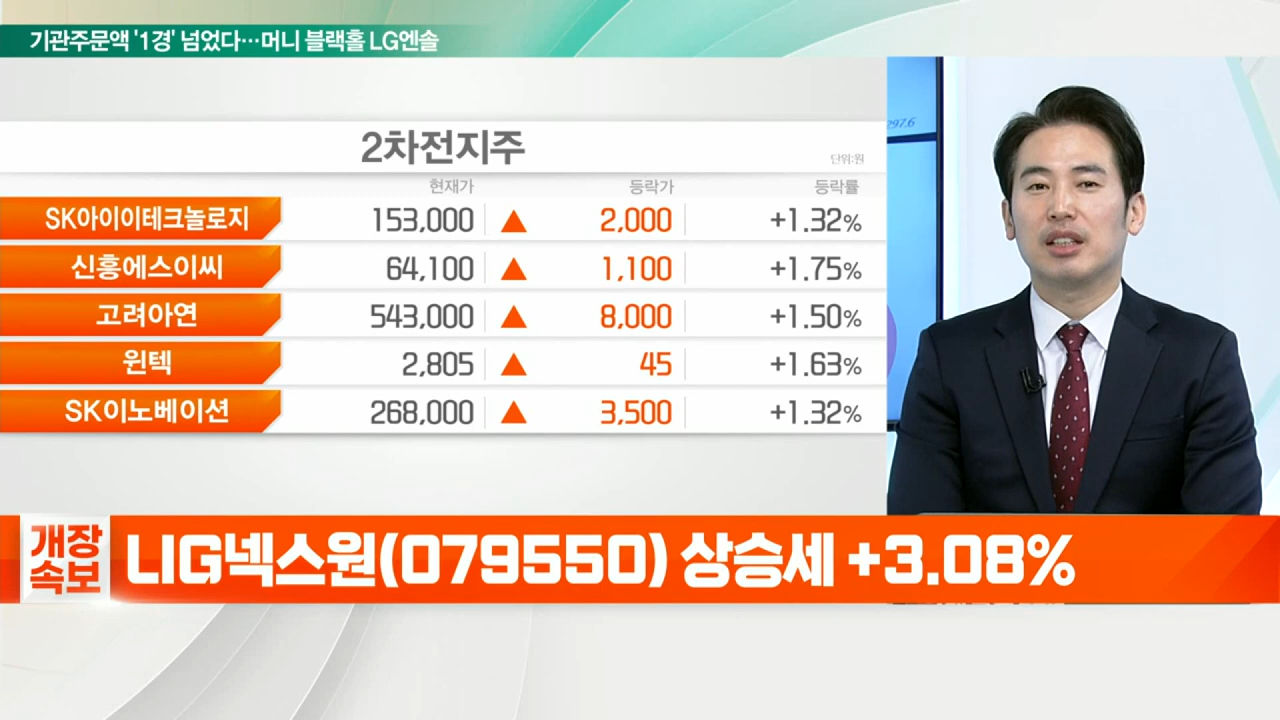 기관주문액 '1경' 넘었다…머니 블랙홀 LG엔솔
297.6
2차전지주
단위:원
현재가 등락가 등락률
SK아이이테크놀로지 153,000 ▲ 2,000 +1.32%
신흥에스이씨 64,100 ▲ 1,100 +1.75%
고려아연 543,000 ▲ 8,000 +1.50%
윈텍 2,805 ▲ 45 +1.63%
SK이노베이션 268,000 ▲ 3,500 +1.32%
개장
속보
LIG넥스원(079550) 상승세 +3.08%